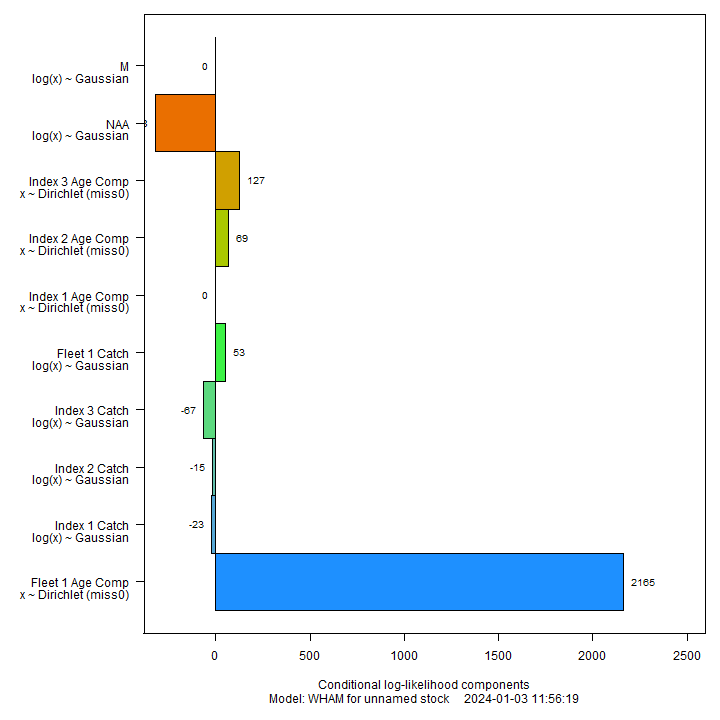 M
log(x) ~ Gaussian
0
NAA
log(x) ~ Gaussian
Index 3 Age Comp
x ~ Dirichlet (miss0)
127
Index 2 Age Comp
x ~ Dirichlet (miss0)
69
Index 1 Age Comp
x ~ Dirichlet (miss0)
0
Fleet 1 Catch
log(x) ~ Gaussian
53
Index 3 Catch
log(x) ~ Gaussian
-67
Index 2 Catch
log(x) ~ Gaussian
-15
Index 1 Catch
log(x) ~ Gaussian
-23
Fleet 1 Age Comp
x ~ Dirichlet (miss0)
2165
0 500 1000 1500 2000 2500
Conditional log-likelihood components
Model: WHAM for unnamed stock 2024-01-03 11:56:19